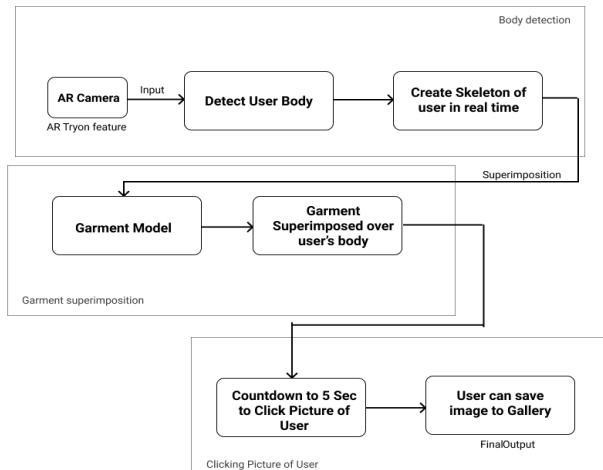 Body detection
AR Camera
Input
Detect User Body
Create Skeleton of
user in real time
AR Tryon feature
Superimposition
Garment Model
Garment
Superimposed over
user's body
Garment superimposition
Countdown to 5 Sec
to Click Picture of
User
User can save
image to Gallery
FinalOutput
Clicking Picture of User